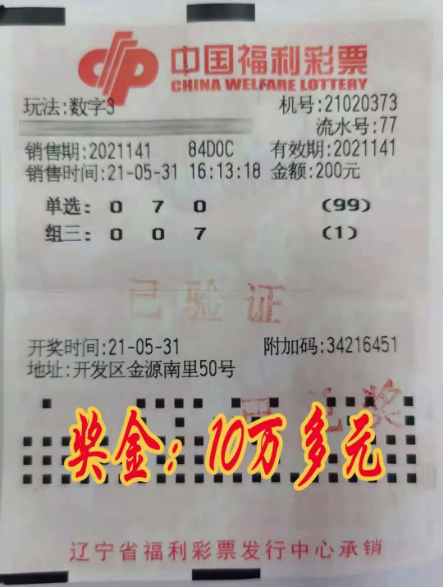 中国福利彩票
CHINA WELFARE LOTTERY
玩法:数字3 机号:21020373
流水号:77
销售期:2021141 84D0C 有效期:2021141
销售时间:21-05-31 16:13:18 金额:200元
单选: 0 7 0 (99)
组三: 0 0 7 (1)
已验证
开奖时间:21-05-31 附加码:34216451
地址:开发区金源南里50号
已兑奖
奖金：10万多元
辽宁省福利彩票发行中心承销